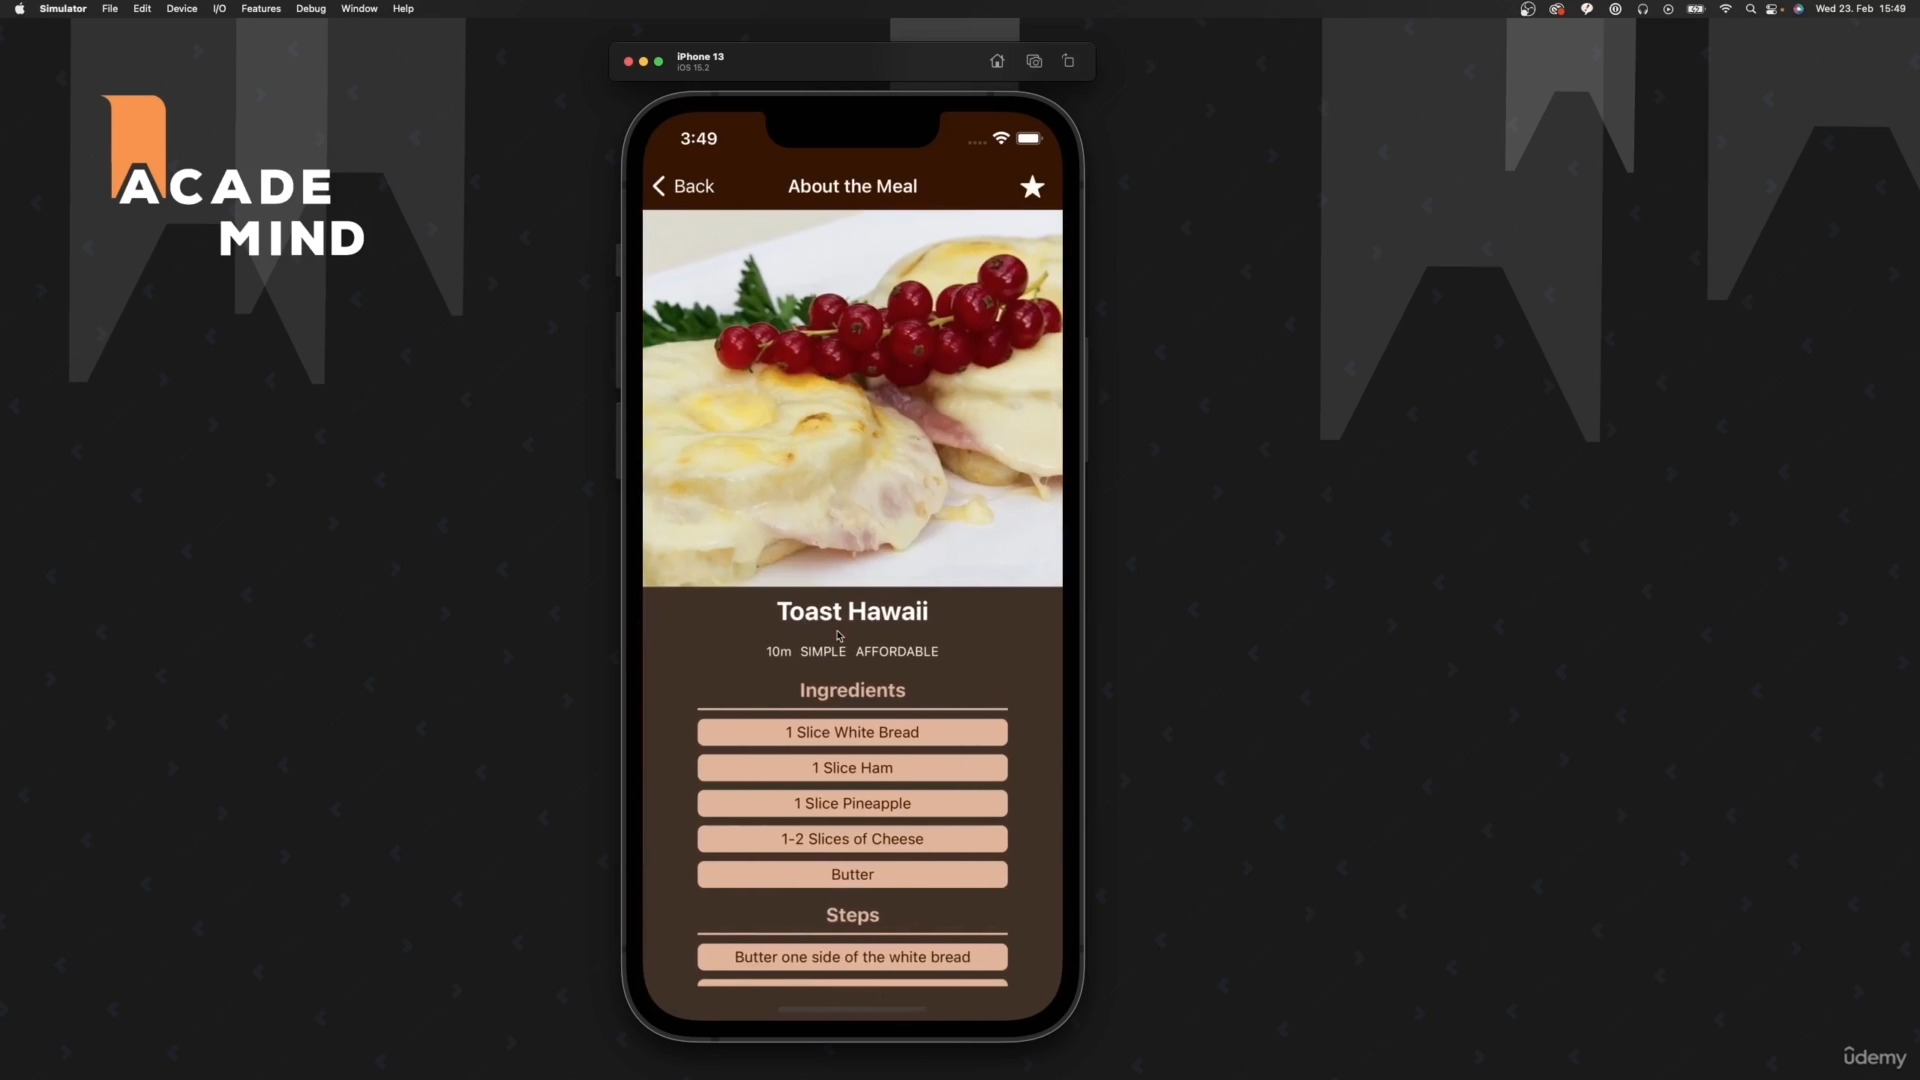 Simulator File Edit Device I/O Features Debug Window Help
Wed 23. Feb 15:49
iPhone 13
iOS 15.2
ACADE
MIND
3:49
Back About the Meal
Toast Hawaii
10m SIMPLE AFFORDABLE
Ingredients
1 Slice White Bread
1 Slice Ham
1 Slice Pineapple
1-2 Slices of Cheese
Butter
Steps
Butter one side of the white bread
ûdemy